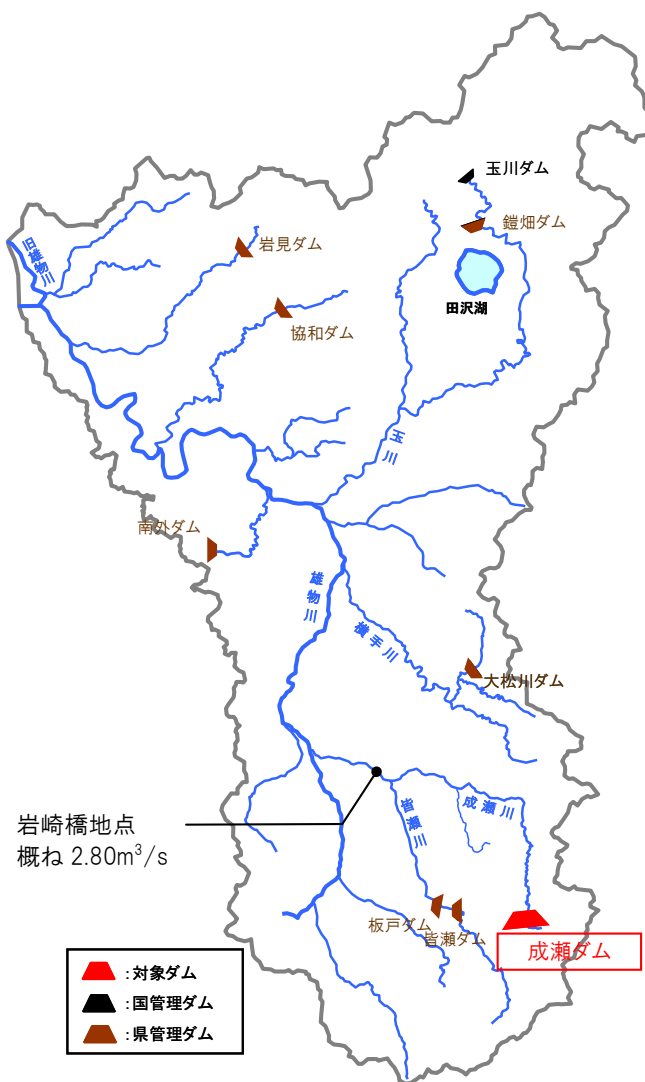 玉川ダム
鎧畑ダム
旧雄物川
岩見ダム
田沢湖
協和ダム
玉川
南外ダム
雄物川
横手川
大松川ダム
岩崎橋地点
概ね 2.80m³/s
皆瀬川
成瀬川
板戸ダム
皆瀬ダム
成瀬ダム
:対象ダム
:国管理ダム
:県管理ダム